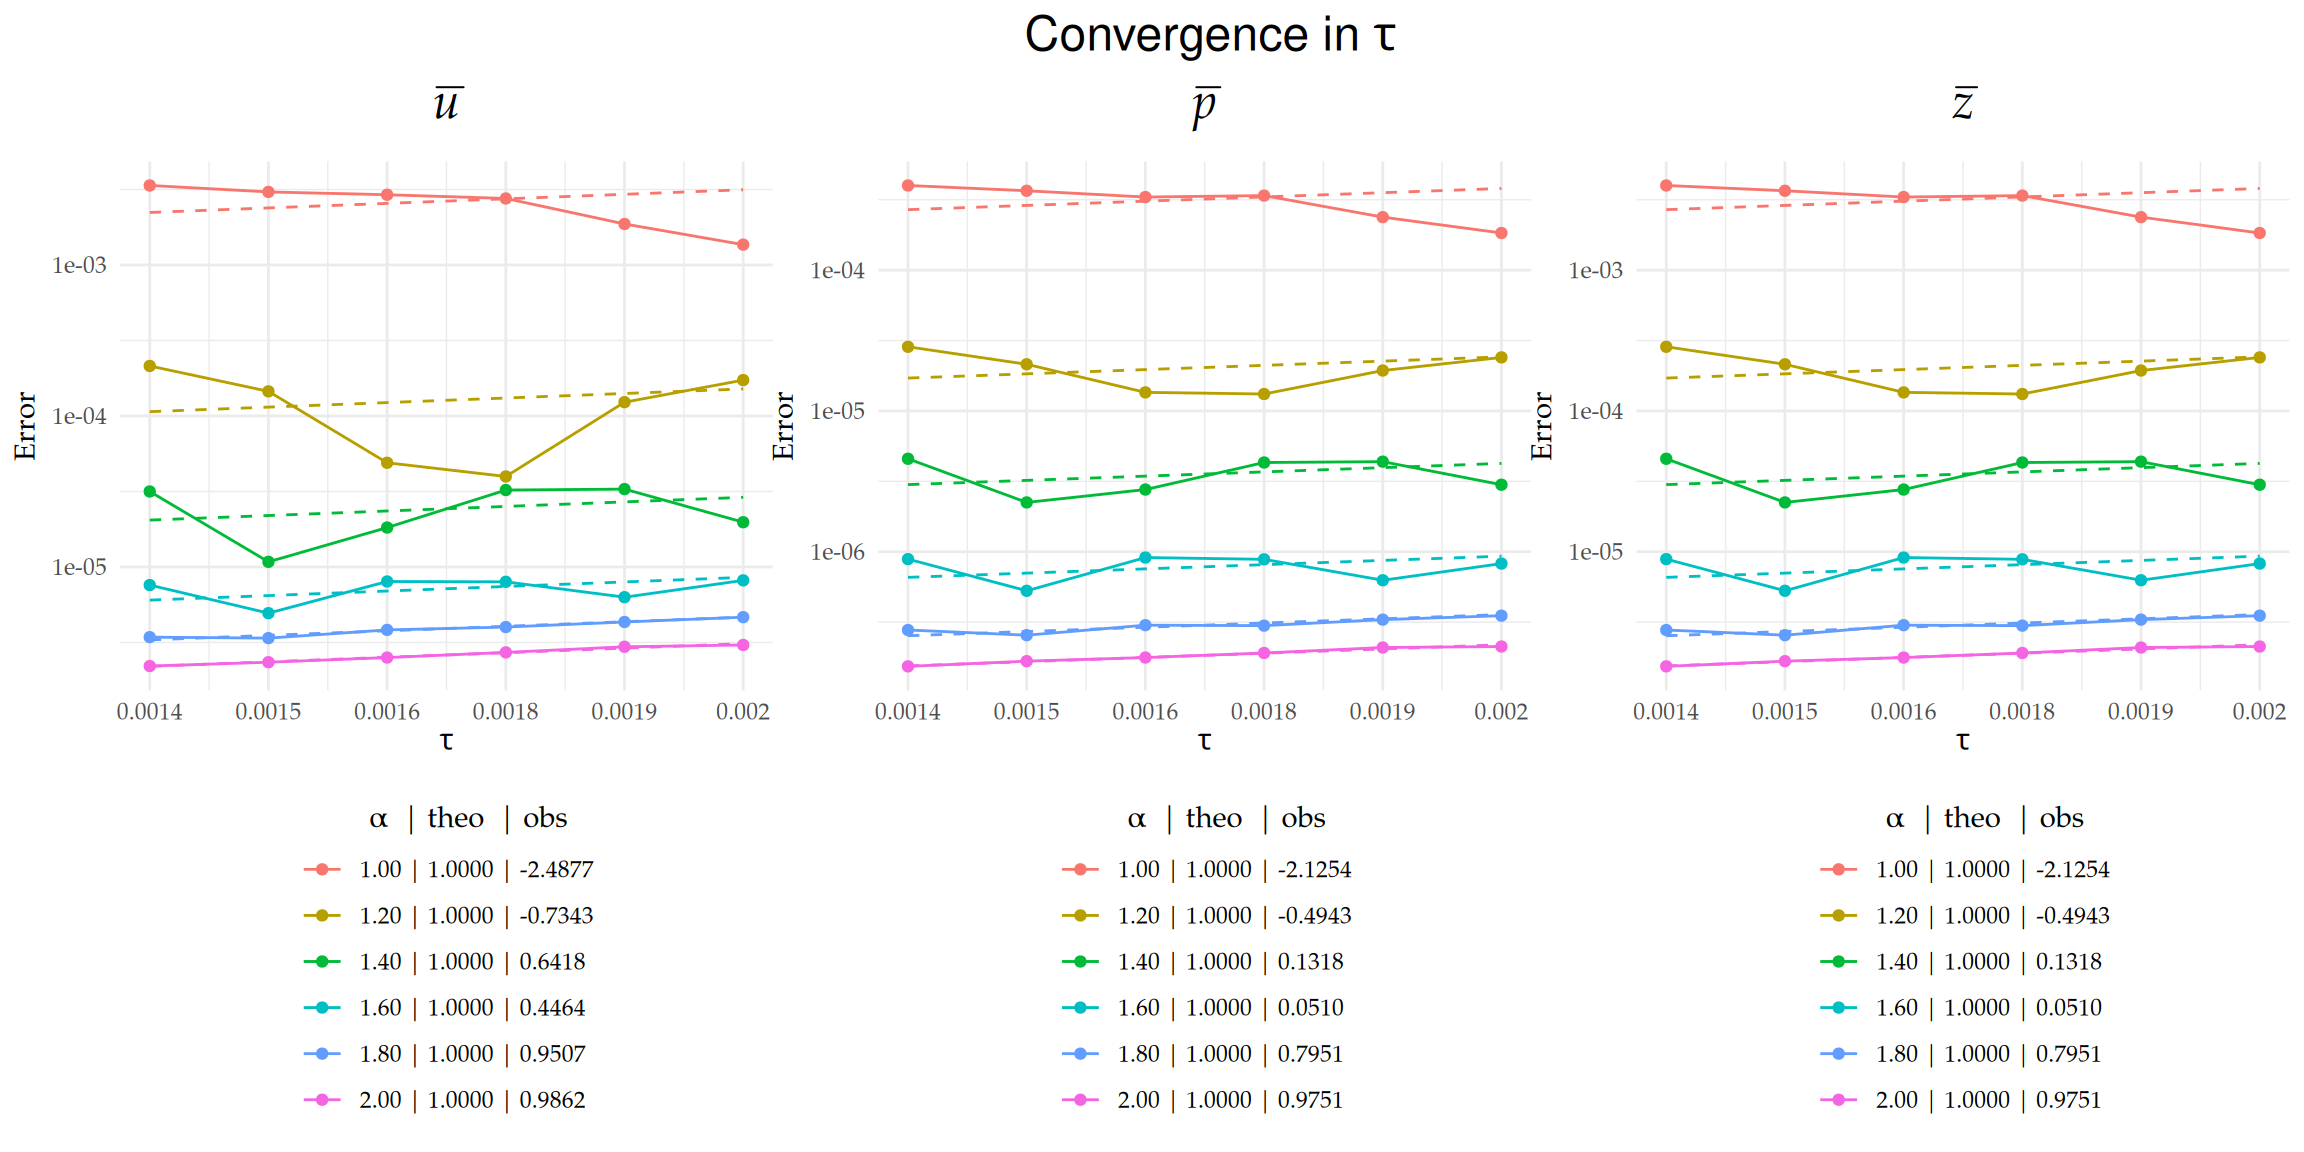 Convergence in τ
u̅
Error
1e-03
1e-04
1e-05
0.0014 0.0015 0.0016 0.0018 0.0019 0.002
τ
α | theo | obs
1.00 | 1.0000 | -2.4877
1.20 | 1.0000 | -0.7343
1.40 | 1.0000 | 0.6418
1.60 | 1.0000 | 0.4464
1.80 | 1.0000 | 0.9507
2.00 | 1.0000 | 0.9862
p̅
Error
1e-04
1e-05
1e-06
0.0014 0.0015 0.0016 0.0018 0.0019 0.002
τ
α | theo | obs
1.00 | 1.0000 | -2.1254
1.20 | 1.0000 | -0.4943
1.40 | 1.0000 | 0.1318
1.60 | 1.0000 | 0.0510
1.80 | 1.0000 | 0.7951
2.00 | 1.0000 | 0.9751
z̅
Error
1e-03
1e-04
1e-05
0.0014 0.0015 0.0016 0.0018 0.0019 0.002
τ
α | theo | obs
1.00 | 1.0000 | -2.1254
1.20 | 1.0000 | -0.4943
1.40 | 1.0000 | 0.1318
1.60 | 1.0000 | 0.0510
1.80 | 1.0000 | 0.7951
2.00 | 1.0000 | 0.9751